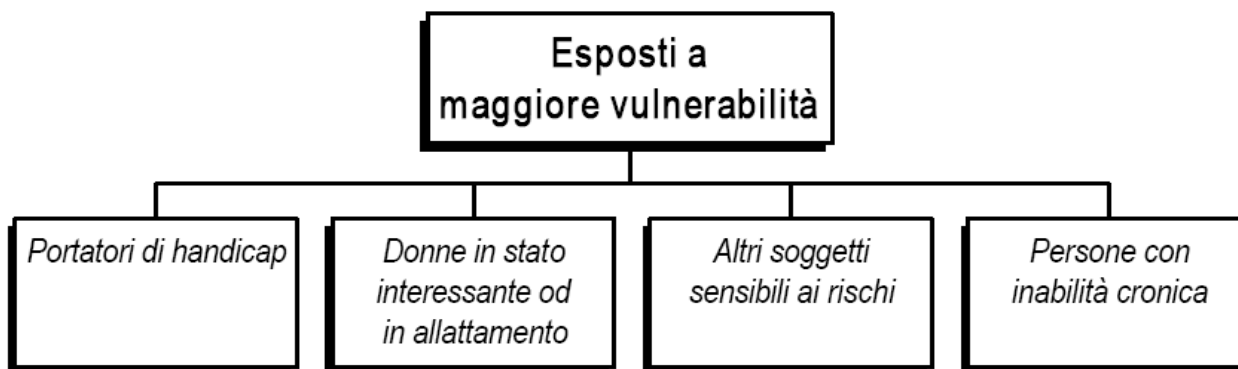 Esposti a
maggiore vulnerabilità
Portatori di handicap
Donne in stato
interessante od
in allattamento
Altri soggetti
sensibili ai rischi
Persone con
inabilità cronica